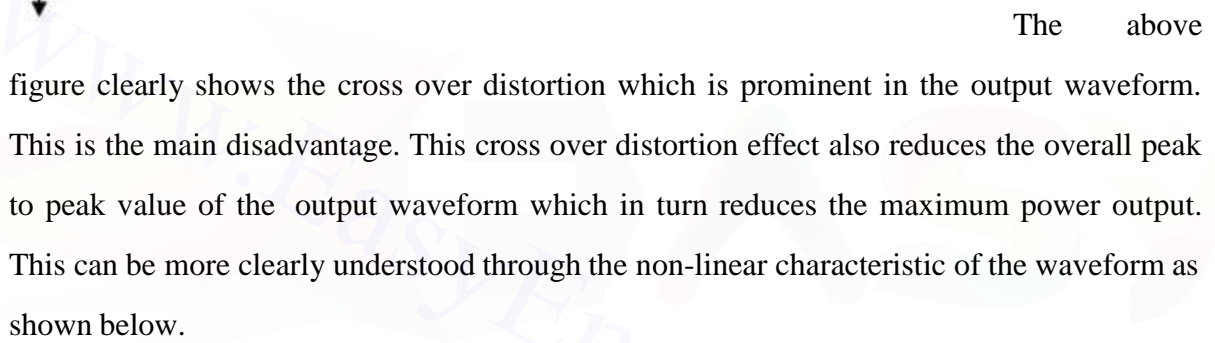 The above
figure clearly shows the cross over distortion which is prominent in the output waveform.
This is the main disadvantage. This cross over distortion effect also reduces the overall peak
to peak value of the output waveform which in turn reduces the maximum power output.
This can be more clearly understood through the non-linear characteristic of the waveform as
shown below.